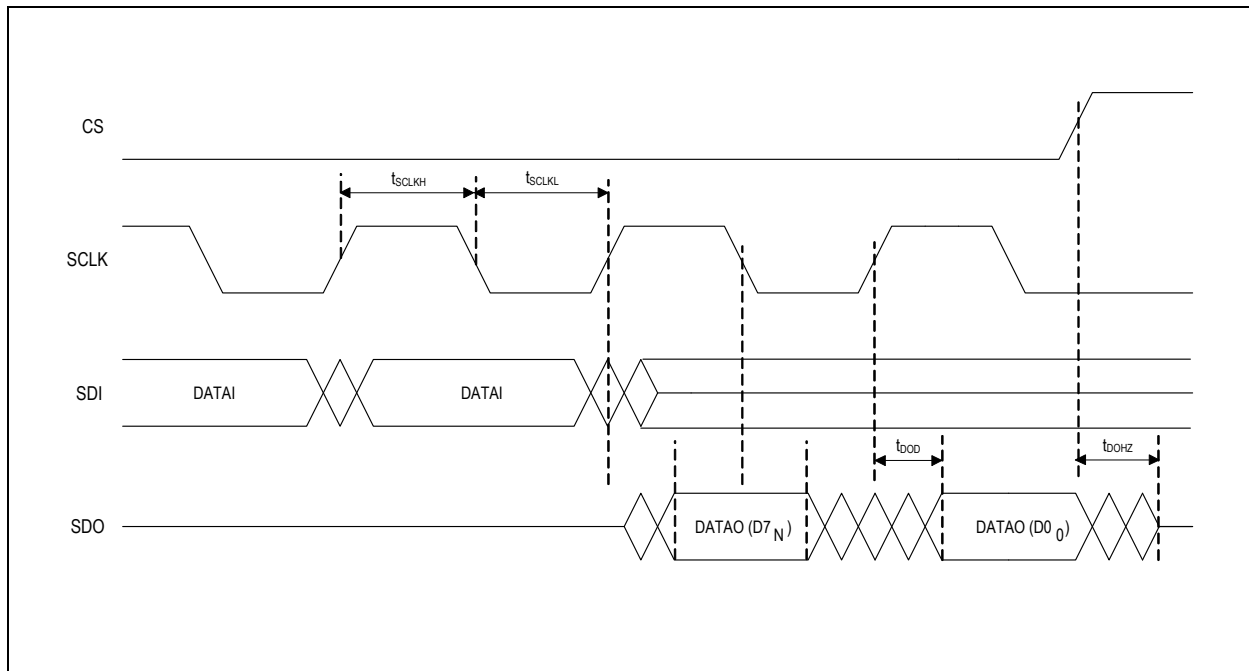 CS
tSCLKH
tSCLKL
SCLK
SDI
DATAI
DATAI
tDOD
tDOHZ
SDO
DATAO (D7N)
DATAO (D00)